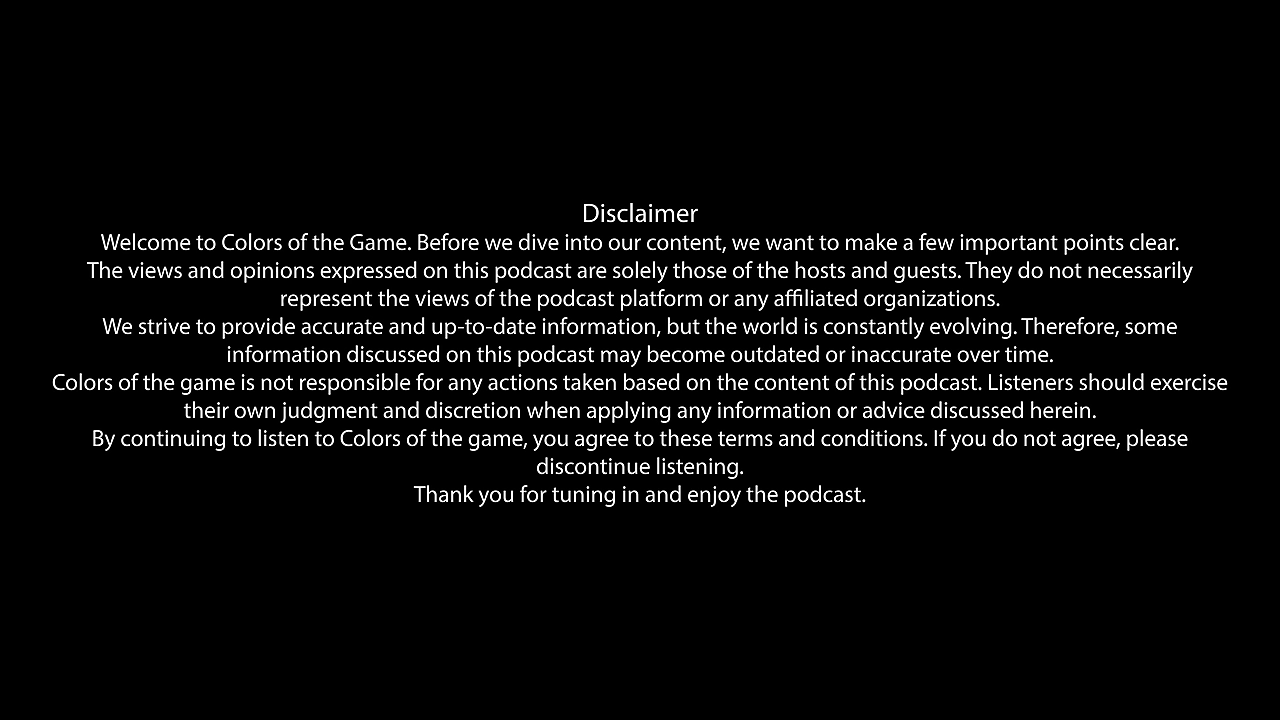 Disclaimer
Welcome to Colors of the Game. Before we dive into our content, we want to make a few important points clear.
The views and opinions expressed on this podcast are solely those of the hosts and guests. They do not necessarily
represent the views of the podcast platform or any affiliated organizations.
We strive to provide accurate and up-to-date information, but the world is constantly evolving. Therefore, some
information discussed on this podcast may become outdated or inaccurate over time.
Colors of the game is not responsible for any actions taken based on the content of this podcast. Listeners should exercise
their own judgment and discretion when applying any information or advice discussed herein.
By continuing to listen to Colors of the game, you agree to these terms and conditions. If you do not agree, please
discontinue listening.
Thank you for tuning in and enjoy the podcast.